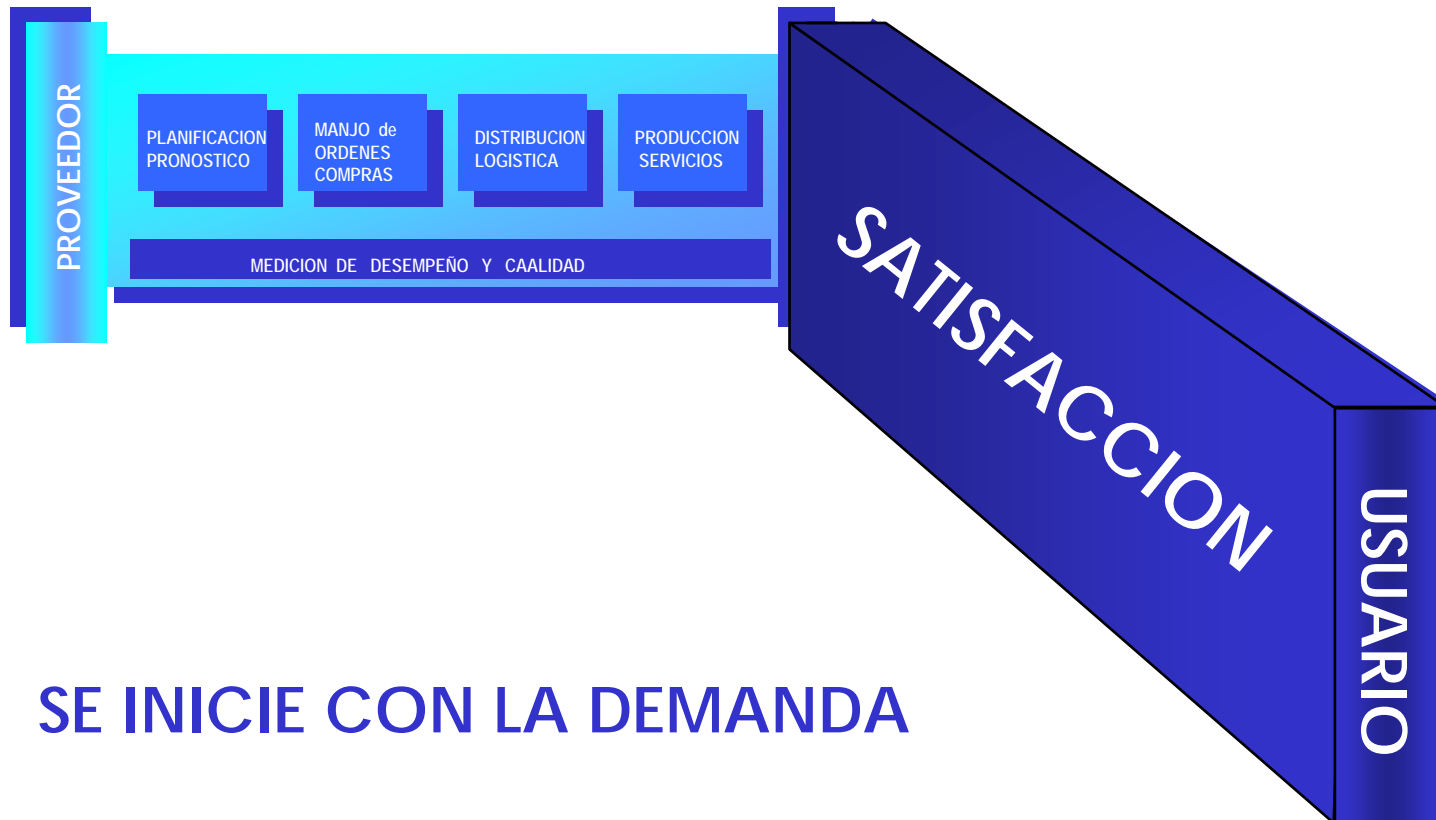 PROVEEDOR
PLANIFICACION
PRONOSTICO
MANJO de
ORDENES
COMPRAS
DISTRIBUCION
LOGISTICA
PRODUCCION
SERVICIOS
MEDICION DE DESEMPEÑO Y CAALIDAD
SATISFACCION
USUARIO
SE INICIE CON LA DEMANDA